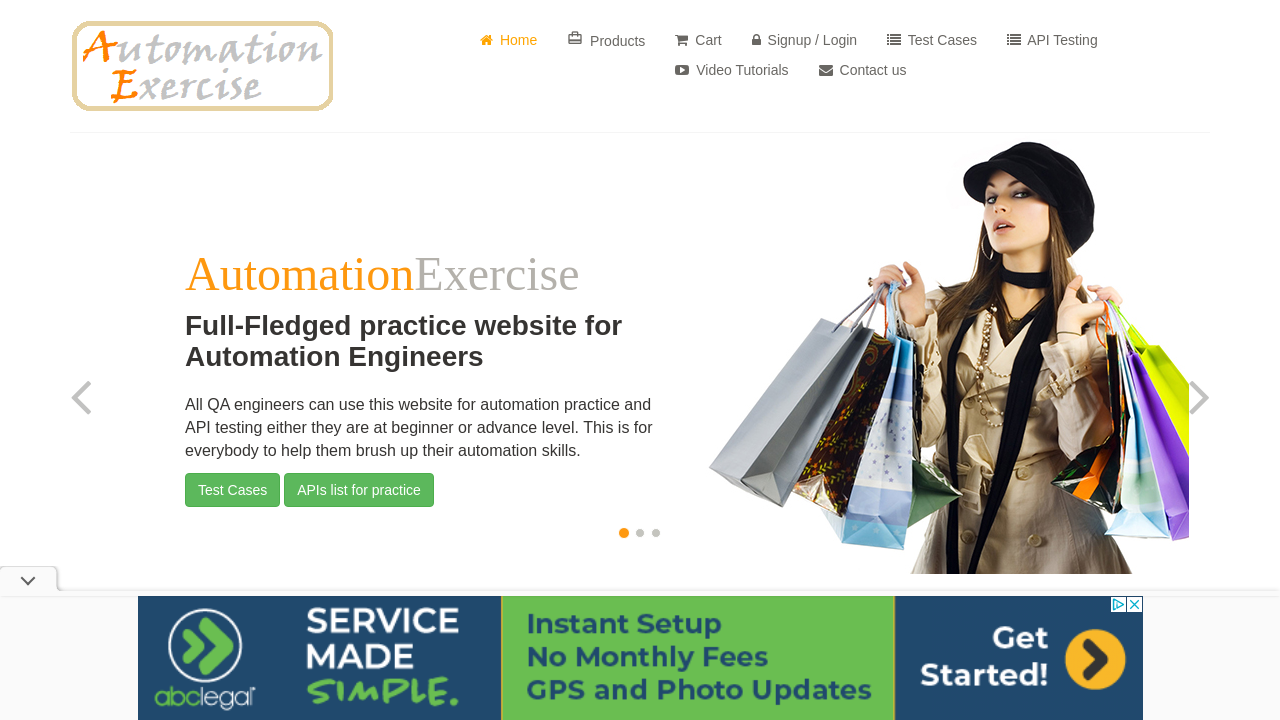 Automation
Exercise
Home Products Cart Signup / Login Test Cases API Testing
Video Tutorials Contact us
AutomationExercise
Full-Fledged practice website for
Automation Engineers
All QA engineers can use this website for automation practice and
API testing either they are at beginner or advance level. This is for
everybody to help them brush up their automation skills.
Test Cases APIs list for practice
abclegal
SERVICE
MADE
SIMPLE.
Instant Setup
No Monthly Fees
GPS and Photo Updates
Get
Started!